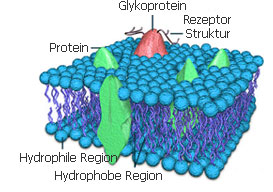 Glykoprotein
Rezeptor
Struktur
Protein
Hydrophile Region
Hydrophobe Region